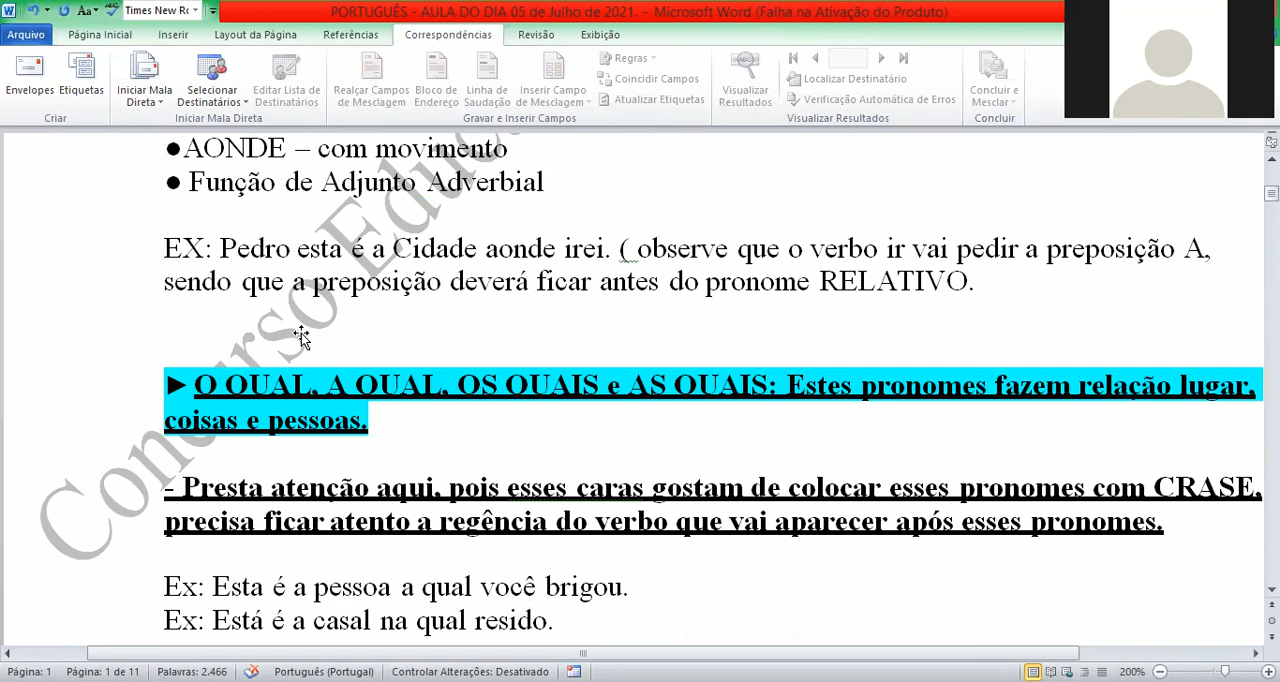 Times New Ro
PORTUGUÊS - AULA DO DIA 05 de Julho de 2021. - Microsoft Word (Falha na Ativação do Produto)
Arquivo Página Inicial Inserir Layout da Página Referências Correspondências Revisão Exibição
Envelopes Etiquetas Iniciar Mala Direta Selecionar Destinatários Editar Lista de Destinatários Realçar Campos de Mesclagem Bloco de Endereço Linha de Saudação Inserir Campo de Mesclagem Regras Coincidir Campos Atualizar Etiquetas Visualizar Resultados Localizar Destinatário Verificação Automática de Erros Concluir e Mesclar
Criar Iniciar Mala Direta Gravar e Inserir Campos Visualizar Resultados Concluir
●AONDE – com movimento
● Função de Adjunto Adverbial
EX: Pedro esta é a Cidade aonde irei. ( observe que o verbo ir vai pedir a preposição A,
sendo que a preposição deverá ficar antes do pronome RELATIVO.
►O QUAL, A QUAL, OS QUAIS e AS QUAIS: Estes pronomes fazem relação lugar,
coisas e pessoas.
- Presta atenção aqui, pois esses caras gostam de colocar esses pronomes com CRASE,
precisa ficar atento a regência do verbo que vai aparecer após esses pronomes.
Ex: Esta é a pessoa a qual você brigou.
Ex: Está é a casal na qual resido.
Concurso Educ
Página: 1 Página: 1 de 11 Palavras: 2.466 Português (Portugal) Controlar Alterações: Desativado 200%